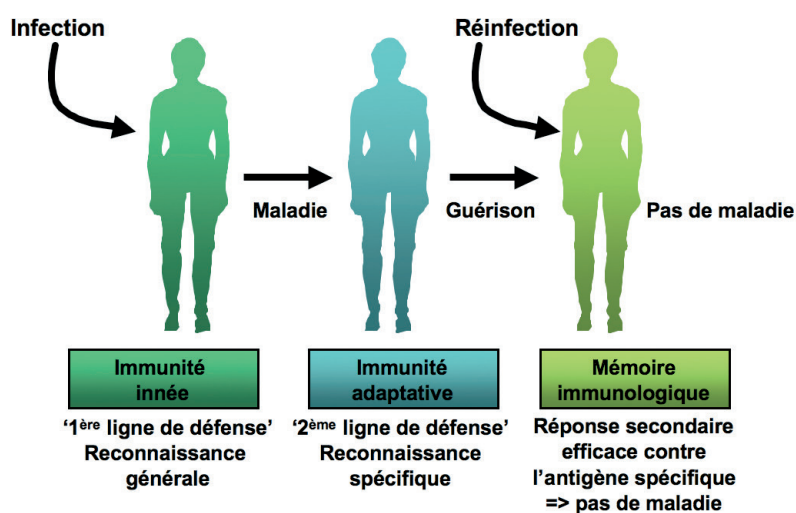 Infection
Réinfection
Maladie
Guérison
Pas de maladie
Immunité
innée
'1ère ligne de défense'
Reconnaissance
générale
Immunité
adaptative
'2ème ligne de défense'
Reconnaissance
spécifique
Mémoire
immunologique
Réponse secondaire
efficace contre
l'antigène spécifique
=> pas de maladie